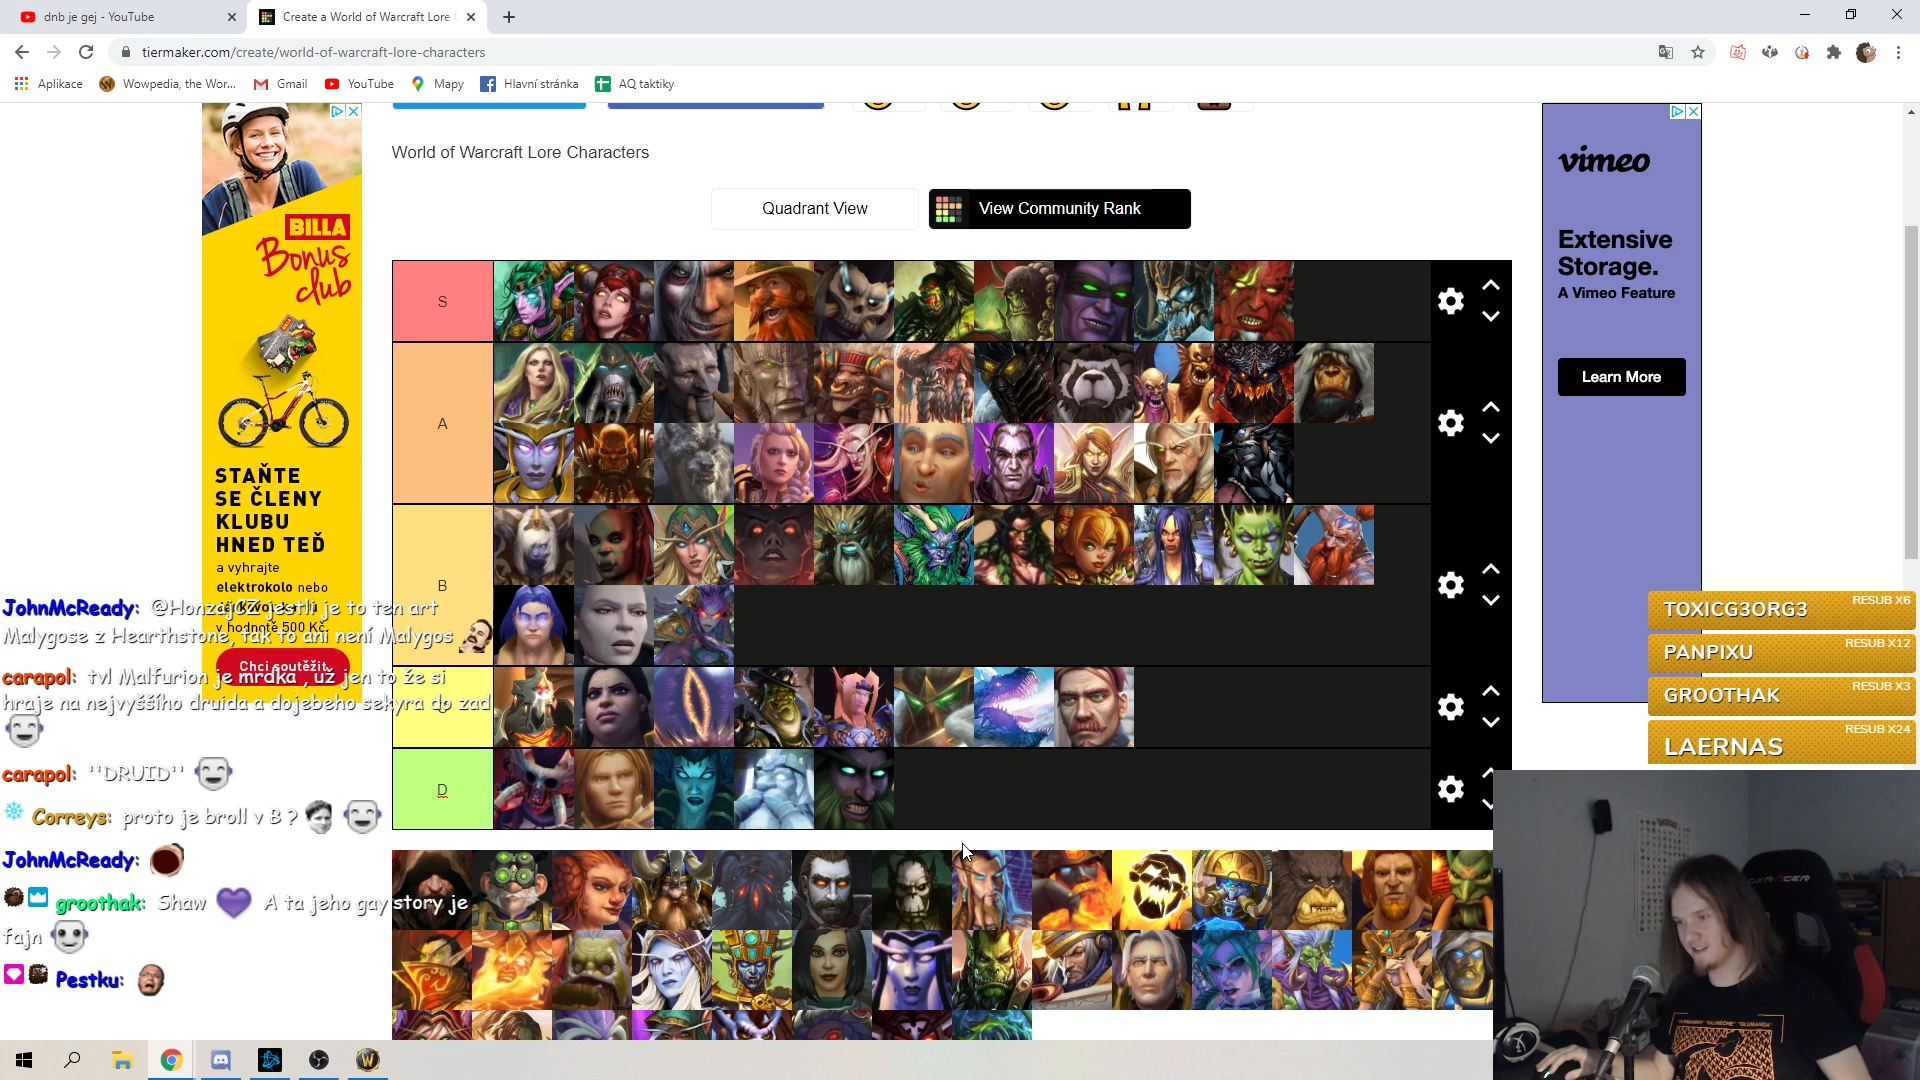 dnb je gej - YouTube
Create a World of Warcraft Lore C
tiermaker.com/create/world-of-warcraft-lore-characters
Aplikace
Wowpedia, the Wor...
Gmail
YouTube
Mapy
Hlavní stránka
AQ taktiky
World of Warcraft Lore Characters
Quadrant View
View Community Rank
BILLA
Bonus
club
STAŇTE
SE ČLENY
KLUBU
HNED TEĎ
a vyhrajte
elektrokolo nebo
v hodnotě 500 Kč.
Chci soutěžit
vimeo
Extensive
Storage.
A Vimeo Feature
Learn More
S
A
B
D
JohnMcReady: @HonzajCZ jestli je to ten art
Malygose z Hearthstone, tak to ani není Malygos
carapol: tvl Malfurion je mrdka , už jen to že si
hraje na nejvyššího druida a dojebeho sekyra do zad
carapol: ''DRUID''
Correys: proto je broll v B ?
JohnMcReady:
groothak: Shaw A ta jeho gay story je
fajn
Pestku:
RESUB X6
TOXICG3ORG3
RESUB X12
PANPIXU
RESUB X3
GROOTHAK
RESUB X24
LAERNAS